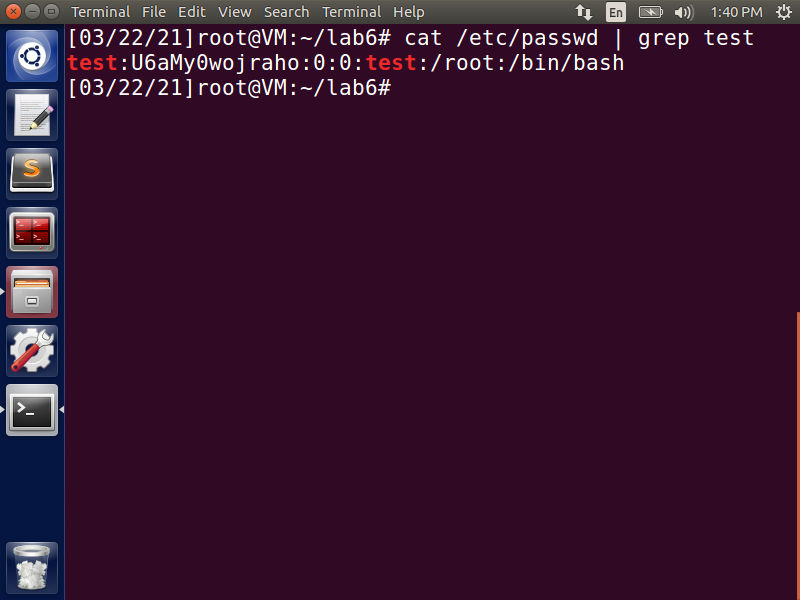 Terminal File Edit View Search Terminal Help En 1:40 PM
[03/22/21]root@VM:~/lab6# cat /etc/passwd | grep test
test:U6aMy0wojraho:0:0:test:/root:/bin/bash
[03/22/21]root@VM:~/lab6#